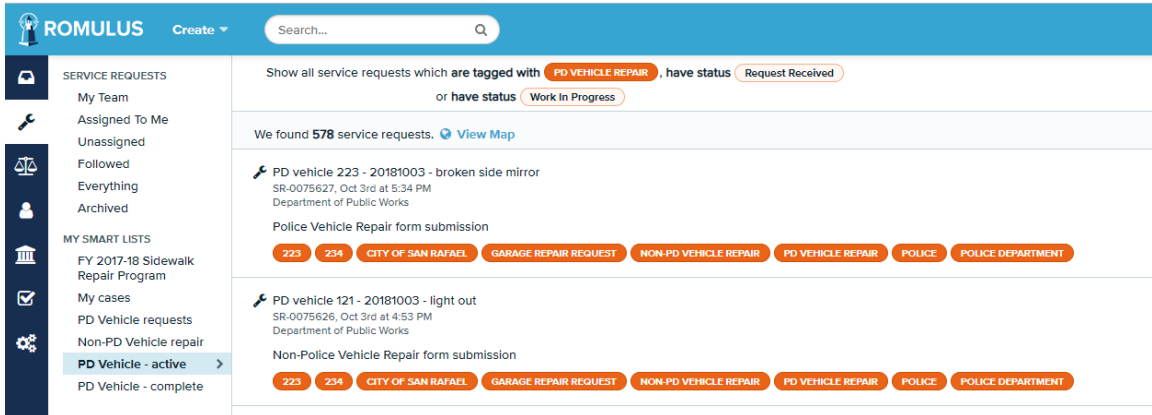 ROMULUS
Create
Search...
SERVICE REQUESTS
My Team
Assigned To Me
Unassigned
Followed
Everything
Archived
MY SMART LISTS
FY 2017-18 Sidewalk
Repair Program
My cases
PD Vehicle requests
Non-PD Vehicle repair
PD Vehicle - active
PD Vehicle - complete
Show all service requests which are tagged with PD VEHICLE REPAIR , have status Request Received
or have status Work In Progress
We found 578 service requests. View Map
PD vehicle 223 - 20181003 - broken side mirror
SR-0075627, Oct 3rd at 5:34 PM
Department of Public Works
Police Vehicle Repair form submission
223 234 CITY OF SAN RAFAEL GARAGE REPAIR REQUEST NON-PD VEHICLE REPAIR PD VEHICLE REPAIR POLICE POLICE DEPARTMENT
PD vehicle 121 - 20181003 - light out
SR-0075626, Oct 3rd at 4:53 PM
Department of Public Works
Non-Police Vehicle Repair form submission
223 234 CITY OF SAN RAFAEL GARAGE REPAIR REQUEST NON-PD VEHICLE REPAIR PD VEHICLE REPAIR POLICE POLICE DEPARTMENT